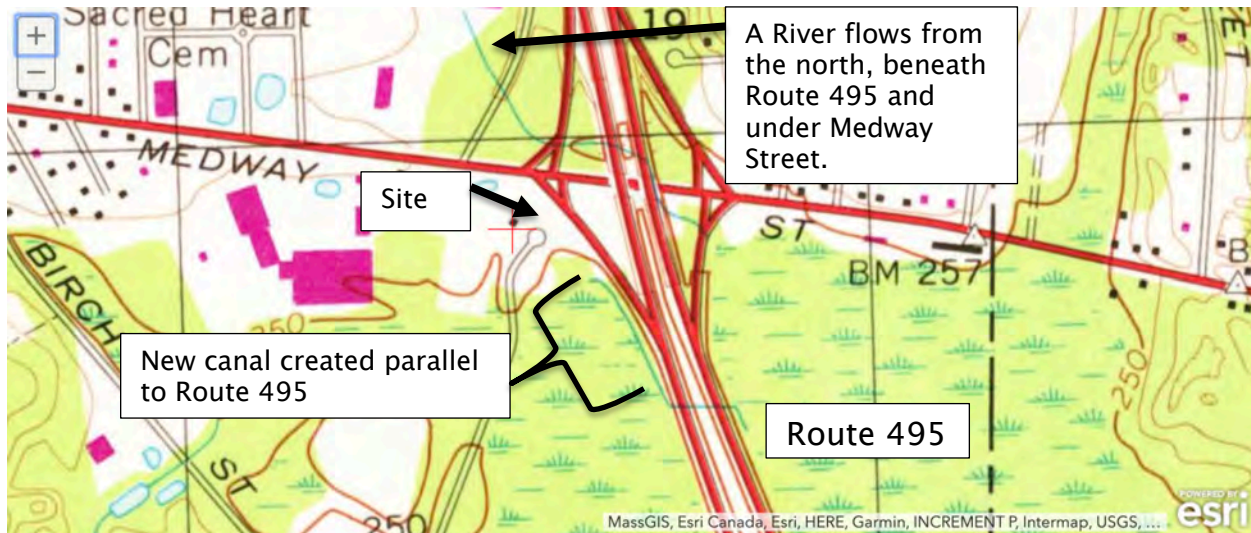 Sacred Heart
Cem
+
−
19
A River flows from
the north, beneath
Route 495 and
under Medway
Street.
ET
MEDWAY
Site
ST
BM 257
B
BIRCH
250
New canal created parallel
to Route 495
250
Route 495
ST
250
POWERED BY
esri
MassGIS, Esri Canada, Esri, HERE, Garmin, INCREMENT P, Intermap, USGS, ...